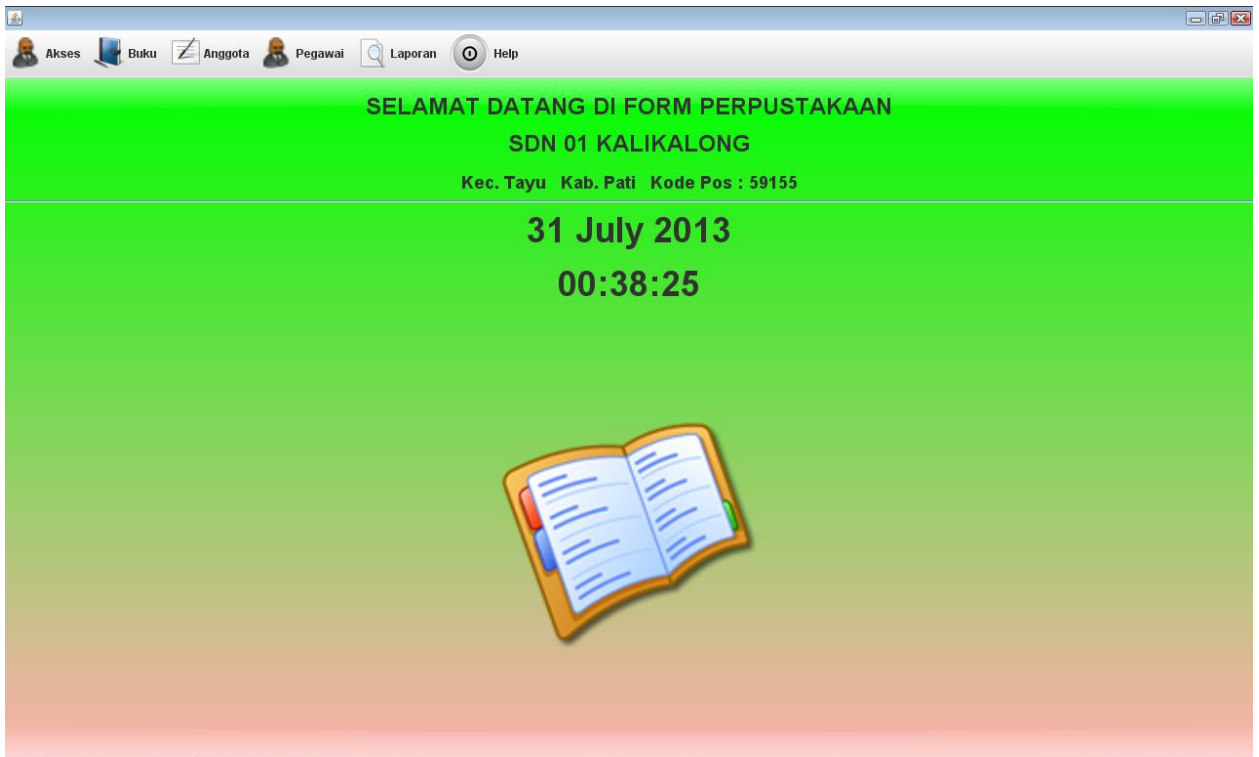 Akses Buku Anggota Pegawai Laporan Help
SELAMAT DATANG DI FORM PERPUSTAKAAN
SDN 01 KALIKALONG
Kec. Tayu Kab. Pati Kode Pos : 59155
31 July 2013
00:38:25